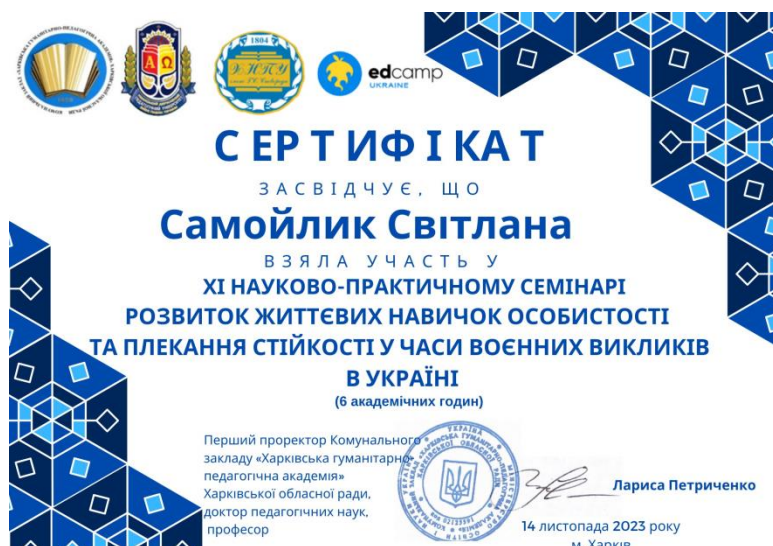 1804
edcamp
UKRAINE
СЕРТИФІКАТ
ЗАСВІДЧУЄ, ЩО
Самойлик Світлана
ВЗЯЛА УЧАСТЬ У
ХІ НАУКОВО-ПРАКТИЧНОМУ СЕМІНАРІ
РОЗВИТОК ЖИТТЄВИХ НАВИЧОК ОСОБИСТОСТІ
ТА ПЛЕКАННЯ СТІЙКОСТІ У ЧАСИ ВОЄННИХ ВИКЛИКІВ
В УКРАЇНІ
(6 академічних годин)
Перший проректор Комунального
закладу «Харківська гуманітарно-
педагогічна академія»
Харківської обласної ради,
доктор педагогічних наук,
професор
Лариса Петриченко
14 листопада 2023 року
м. Харків